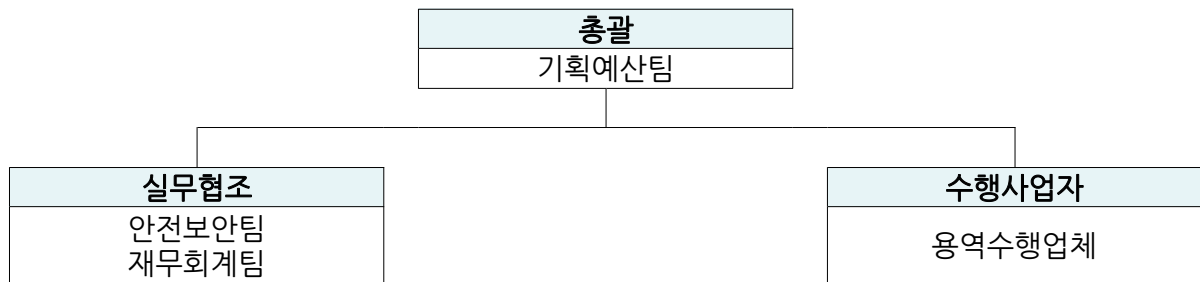 총괄
기획예산팀
실무협조
안전보안팀
재무회계팀
수행사업자
용역수행업체